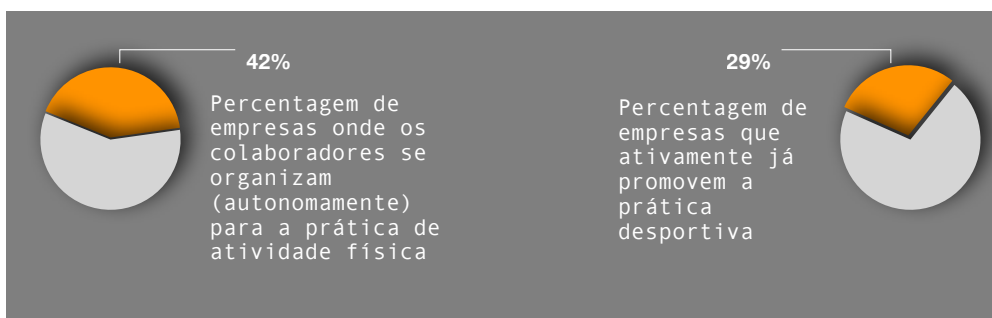 42%
Percentagem de
empresas onde os
colaboradores se
organizam
(autonomamente)
para a prática de
atividade física
29%
Percentagem de
empresas que
ativamente já
promovem a
prática
desportiva